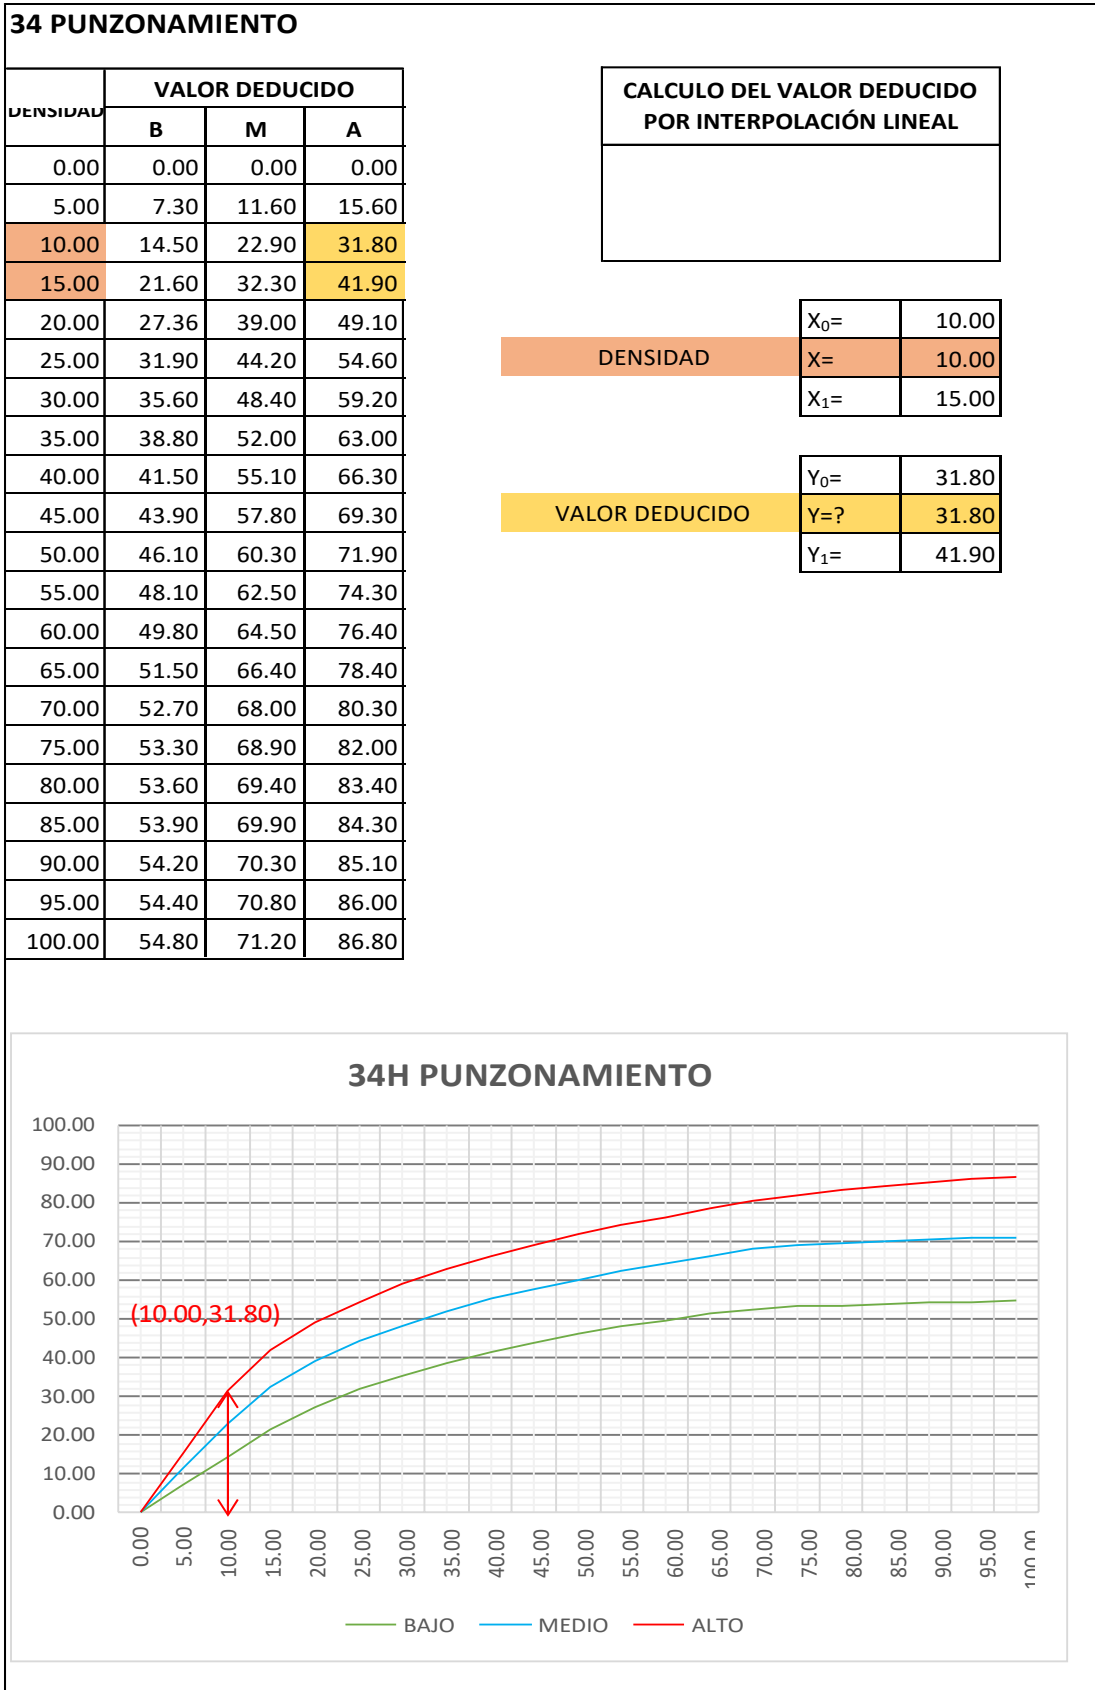 34 PUNZONAMIENTO
DENSIDAD VALOR DEDUCIDO
B M A
0.00 0.00 0.00 0.00
5.00 7.30 11.60 15.60
10.00 14.50 22.90 31.80
15.00 21.60 32.30 41.90
20.00 27.36 39.00 49.10
25.00 31.90 44.20 54.60
30.00 35.60 48.40 59.20
35.00 38.80 52.00 63.00
40.00 41.50 55.10 66.30
45.00 43.90 57.80 69.30
50.00 46.10 60.30 71.90
55.00 48.10 62.50 74.30
60.00 49.80 64.50 76.40
65.00 51.50 66.40 78.40
70.00 52.70 68.00 80.30
75.00 53.30 68.90 82.00
80.00 53.60 69.40 83.40
85.00 53.90 69.90 84.30
90.00 54.20 70.30 85.10
95.00 54.40 70.80 86.00
100.00 54.80 71.20 86.80
CALCULO DEL VALOR DEDUCIDO
POR INTERPOLACIÓN LINEAL
X₀= 10.00
DENSIDAD X= 10.00
X₁= 15.00
Y₀= 31.80
VALOR DEDUCIDO Y=? 31.80
Y₁= 41.90
34H PUNZONAMIENTO
100.00
90.00
80.00
70.00
60.00
50.00
40.00
30.00
20.00
10.00
0.00
(10.00,31.80)
0.00 5.00 10.00 15.00 20.00 25.00 30.00 35.00 40.00 45.00 50.00 55.00 60.00 65.00 70.00 75.00 80.00 85.00 90.00 95.00 100.00
BAJO MEDIO ALTO